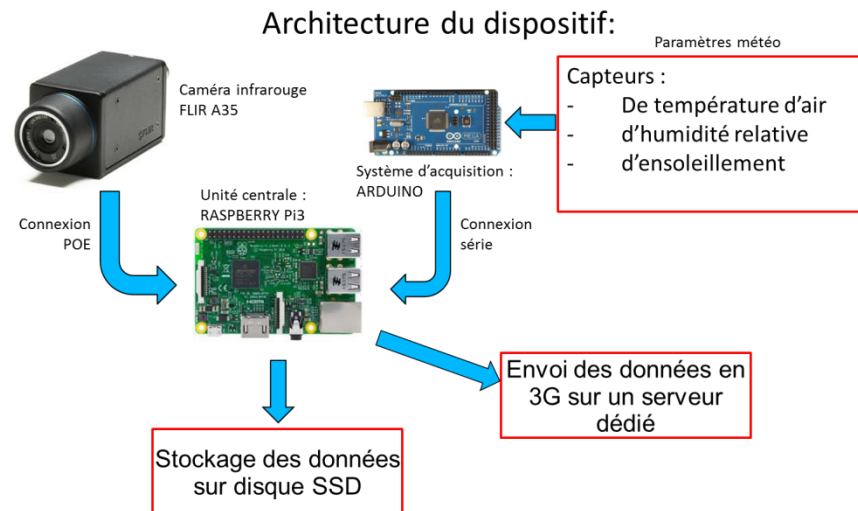 Architecture du dispositif:
Paramètres météo
Caméra infrarouge
FLIR A35
Capteurs :
- De température d’air
- d’humidité relative
- d’ensoleillement
Système d’acquisition :
ARDUINO
Unité centrale :
RASPBERRY Pi3
Connexion
POE
Connexion
série
Envoi des données en
3G sur un serveur
dédié
Stockage des données
sur disque SSD